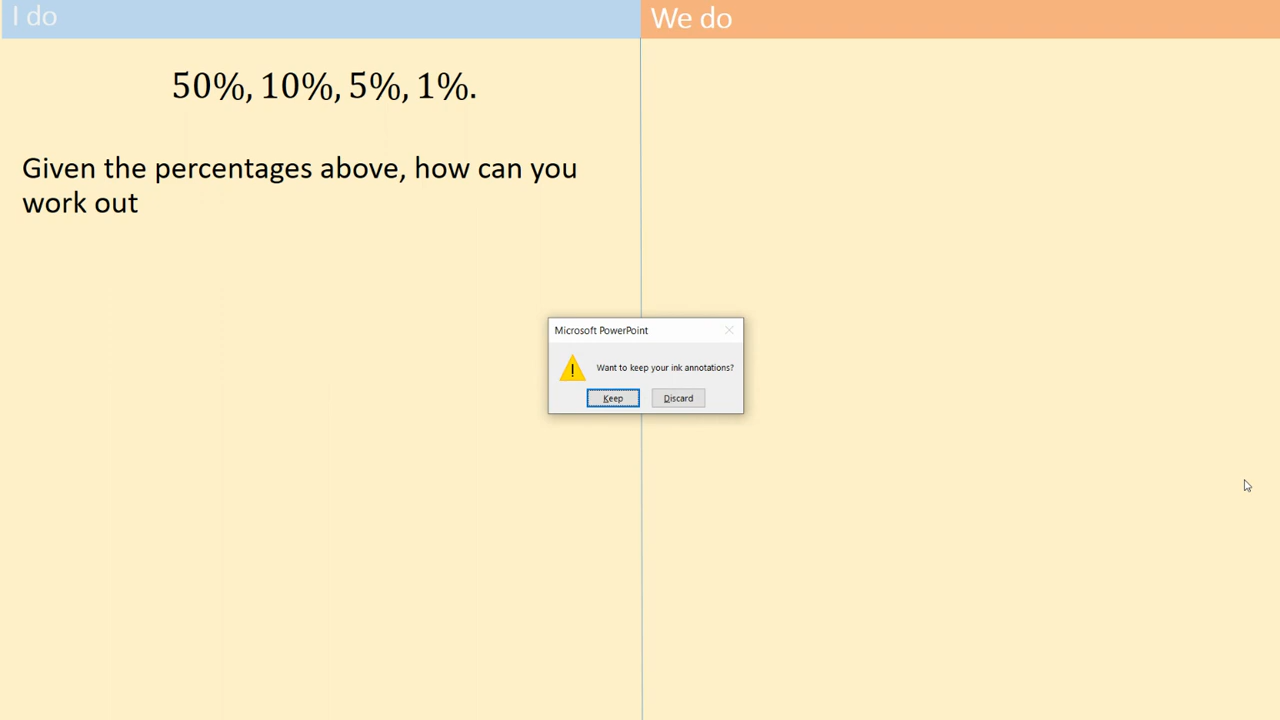 I do
We do
50%, 10%, 5%, 1%.
Given the percentages above, how can you
work out
Microsoft PowerPoint
Want to keep your ink annotations?
Keep
Discard